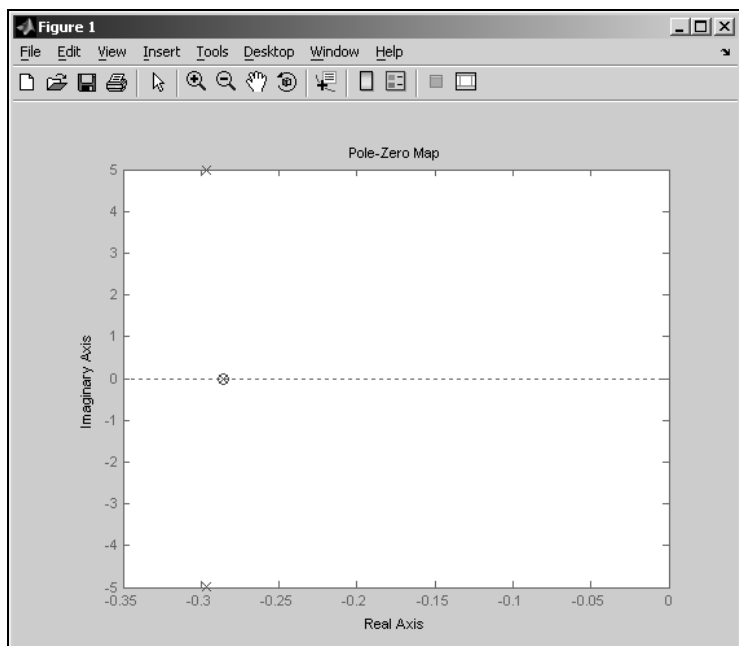 Figure 1
File Edit View Insert Tools Desktop Window Help
Pole-Zero Map
5
4
3
2
1
0
-1
-2
-3
-4
-5
Imaginary Axis
-0.35 -0.3 -0.25 -0.2 -0.15 -0.1 -0.05 0
Real Axis